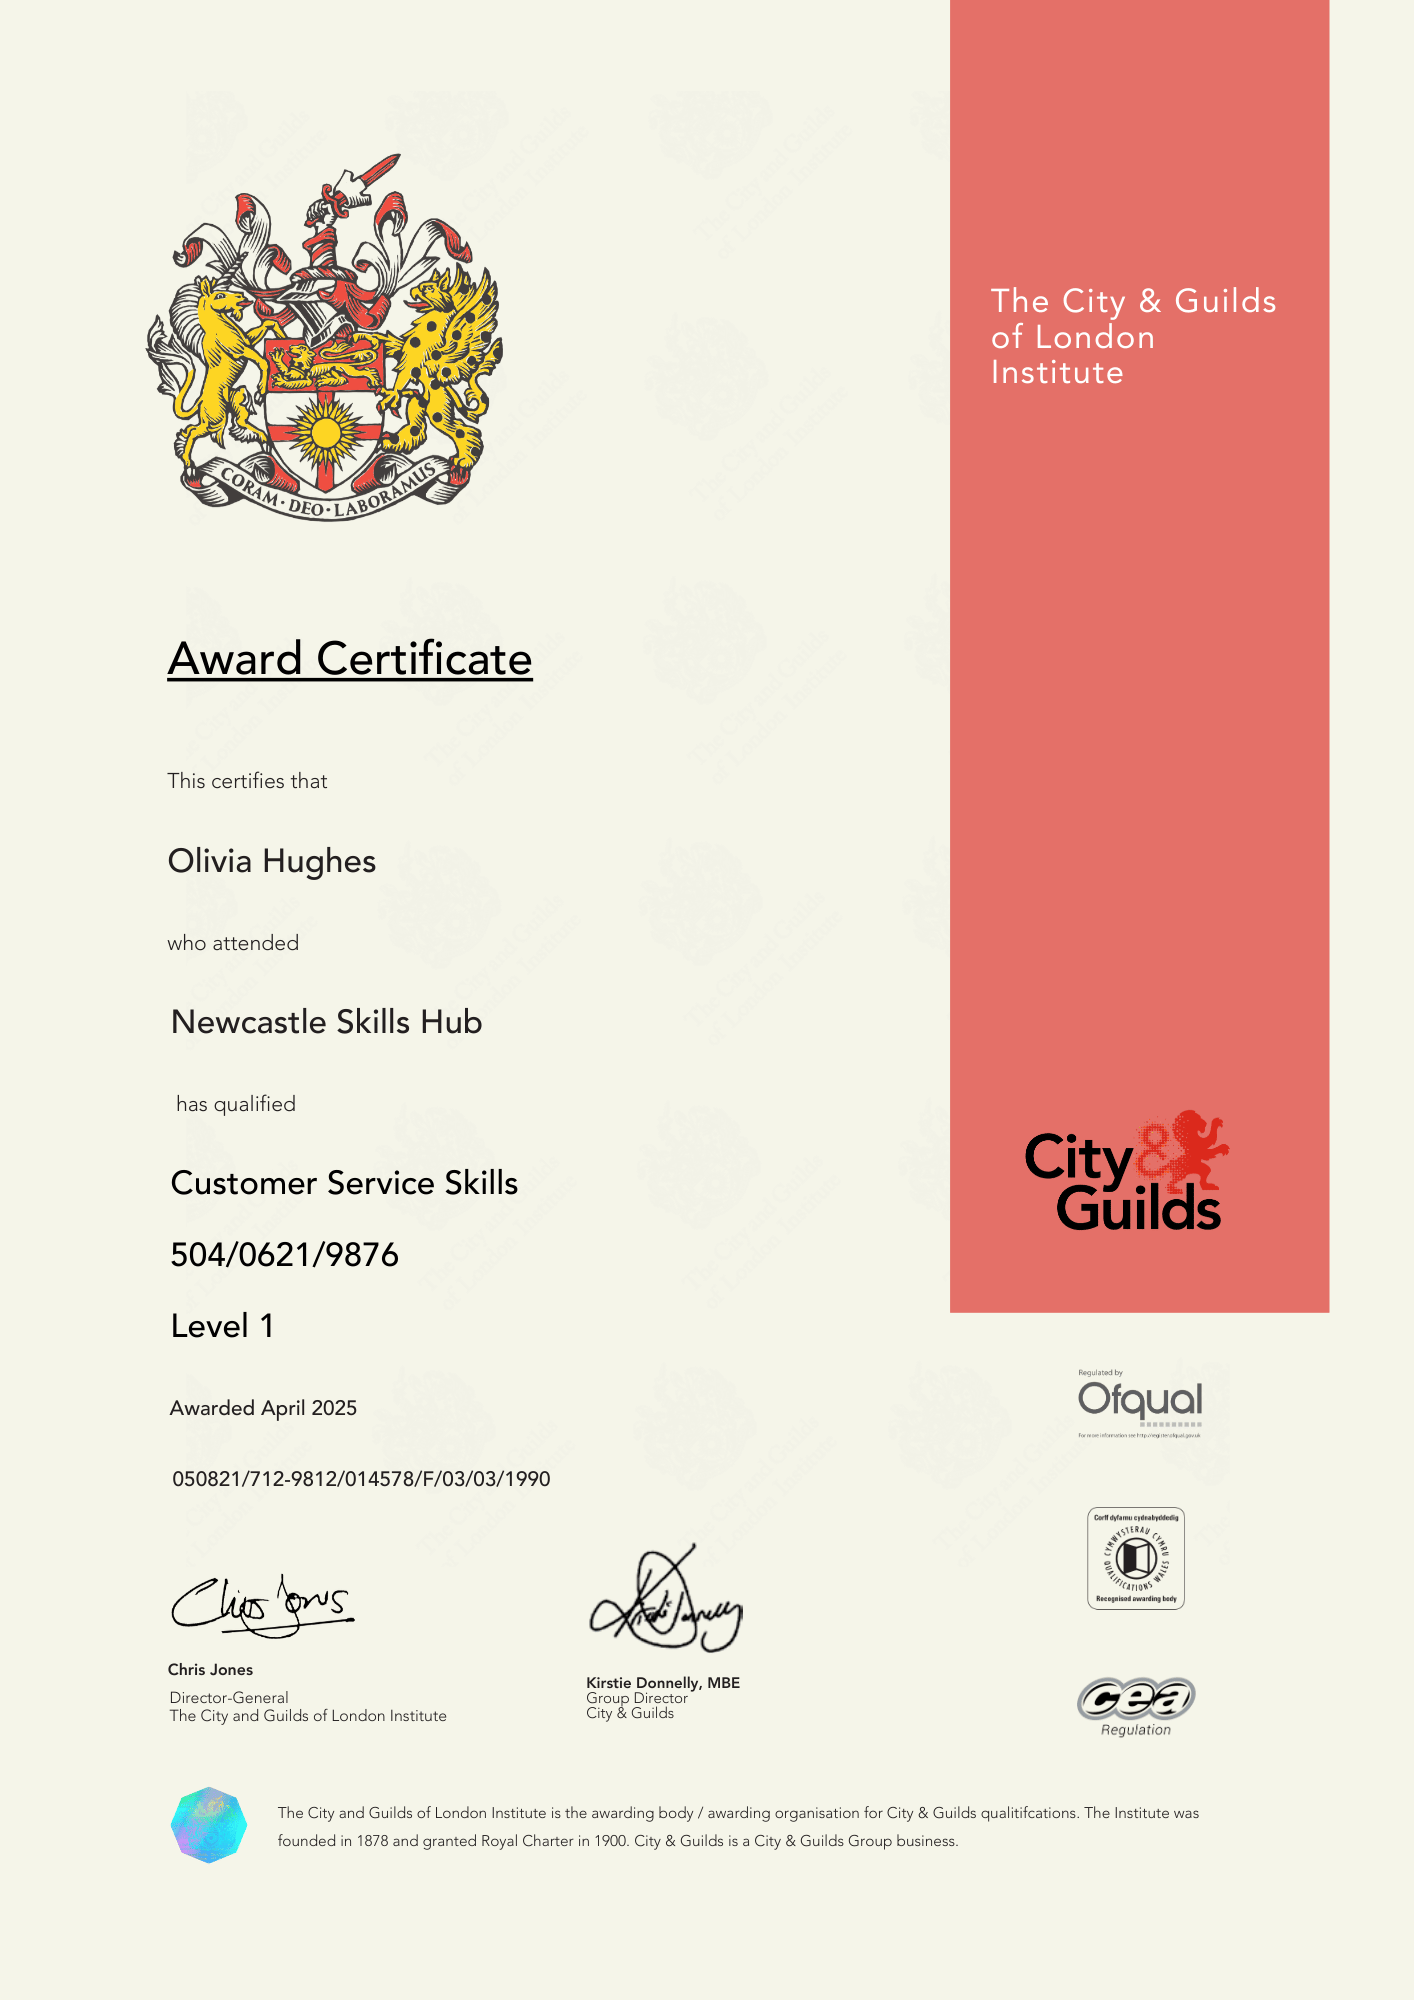 The City & Guilds
of London
Institute
CORAM · DEO · LABORAMUS
Award Certificate
This certifies that
Olivia Hughes
who attended
Newcastle Skills Hub
has qualified
Customer Service Skills
504/0621/9876
Level 1
Awarded April 2025
050821/712-9812/014578/F/03/03/1990
City &
Guilds
Regulated by
Ofqual
For more information see http://register.ofqual.gov.uk
Corff dyfarnu cydnabyddedig
CYMWYSTERAU CYMRU
QUALIFICATIONS WALES
Recognised awarding body
Chris Jones
Chris Jones
Director-General
The City and Guilds of London Institute
Kirstie Donnelly
Kirstie Donnelly, MBE
Group Director
City & Guilds
cea
Regulation
The City and Guilds of London Institute is the awarding body / awarding organisation for City & Guilds qualitifcations. The Institute was
founded in 1878 and granted Royal Charter in 1900. City & Guilds is a City & Guilds Group business.